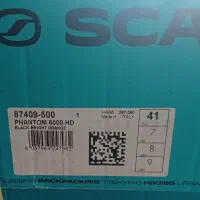 SCA
87409-500 1
PHANTOM 6000 HD
BLACK-BRIGHT ORANGE
Made in ITALY
41
7
8
9
BACKPACKING TREKKING HIKING